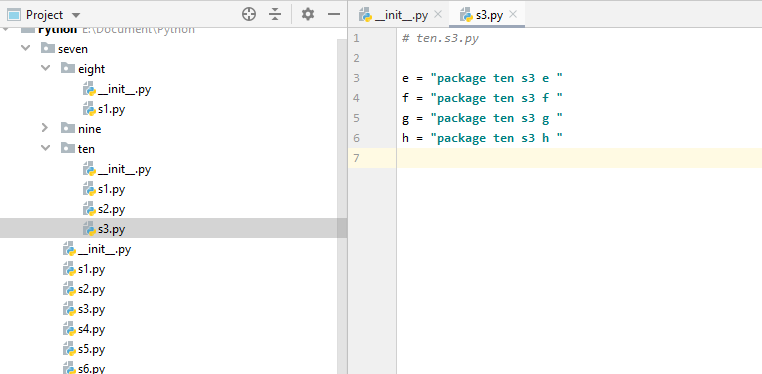 Project
Python E:\Document\Python
seven
eight
__init__.py
s1.py
nine
ten
__init__.py
s1.py
s2.py
s3.py
__init__.py
s1.py
s2.py
s3.py
s4.py
s5.py
s6.py
__init__.py
s3.py
1 # ten.s3.py
2
3 e = "package ten s3 e "
4 f = "package ten s3 f "
5 g = "package ten s3 g "
6 h = "package ten s3 h "
7